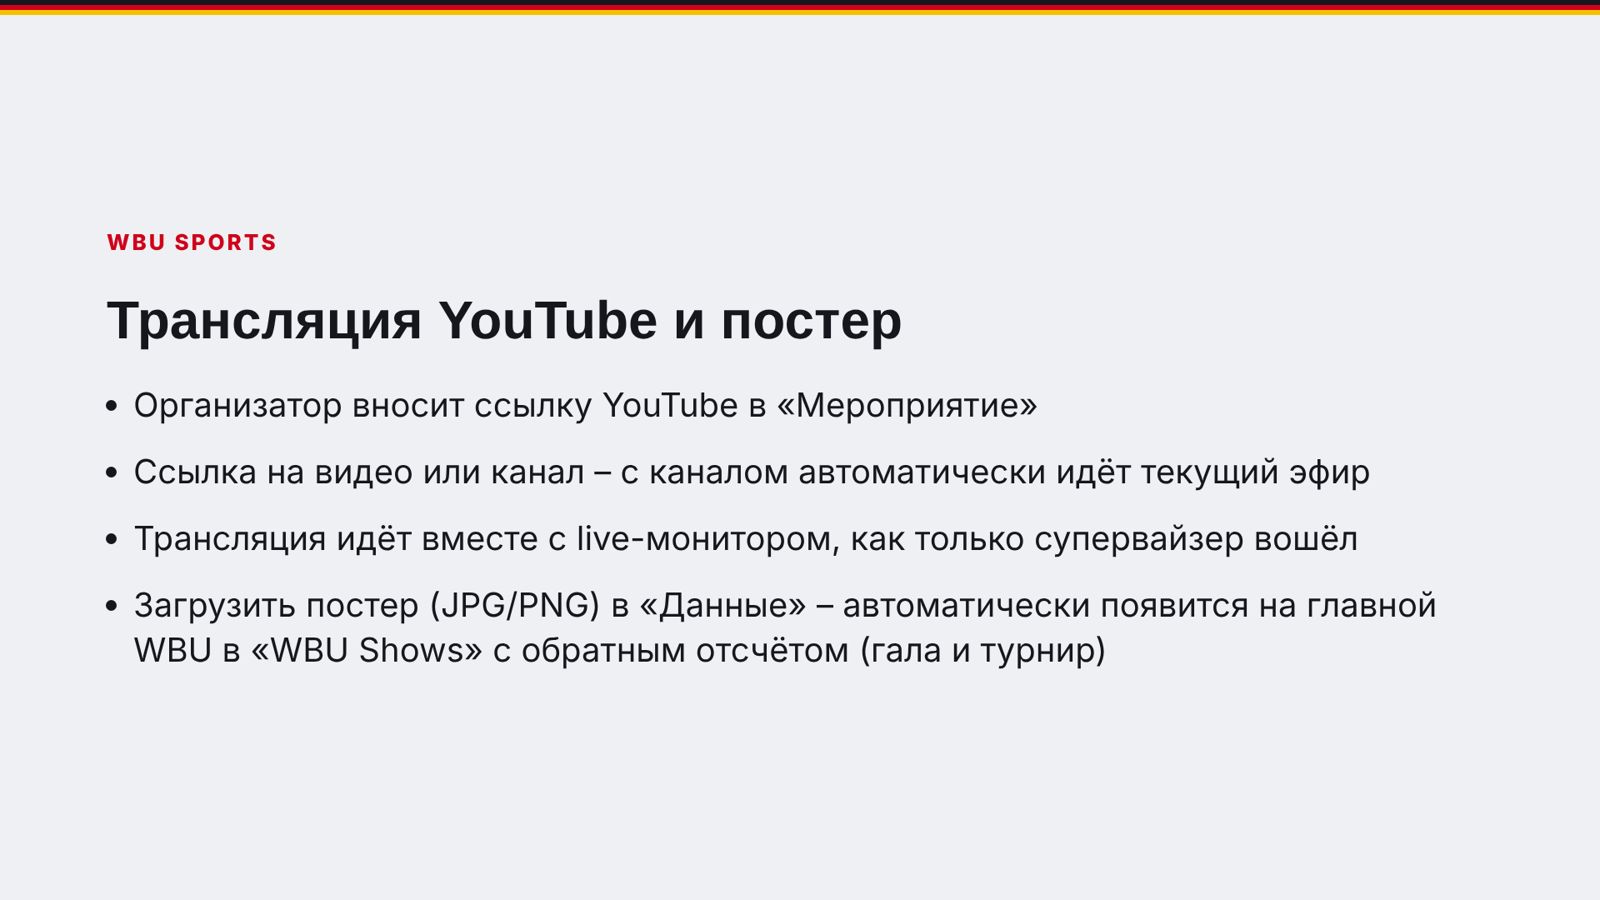 WBU SPORTS
Трансляция YouTube и постер
• Организатор вносит ссылку YouTube в «Мероприятие»
• Ссылка на видео или канал – с каналом автоматически идёт текущий эфир
• Трансляция идёт вместе с live-монитором, как только супервайзер вошёл
• Загрузить постер (JPG/PNG) в «Данные» – автоматически появится на главной
WBU в «WBU Shows» с обратным отсчётом (гала и турнир)